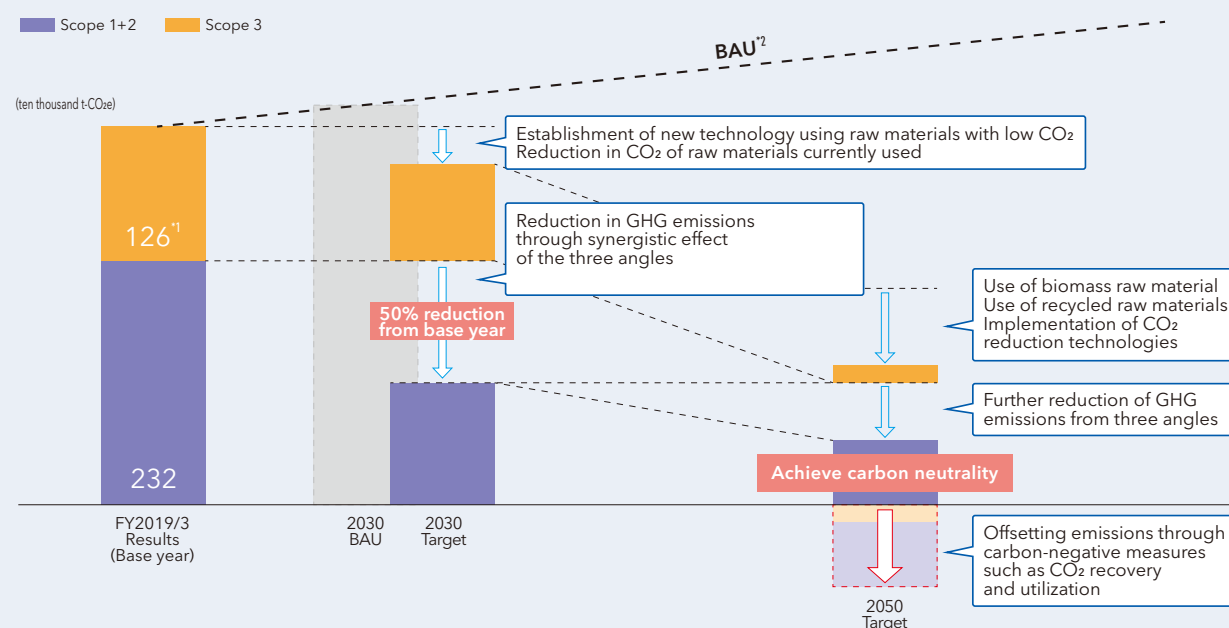 Scope 1+2
Scope 3
BAU*2
(ten thousand t-CO₂e)
Establishment of new technology using raw materials with low CO₂
Reduction in CO₂ of raw materials currently used
126*1
Reduction in GHG emissions
through synergistic effect
of the three angles
50% reduction
from base year
Use of biomass raw material
Use of recycled raw materials
Implementation of CO₂
reduction technologies
Further reduction of GHG
emissions from three angles
232
Achieve carbon neutrality
FY2019/3
Results
(Base year)
2030
BAU
2030
Target
Offsetting emissions through
carbon-negative measures
such as CO₂ recovery
and utilization
2050
Target